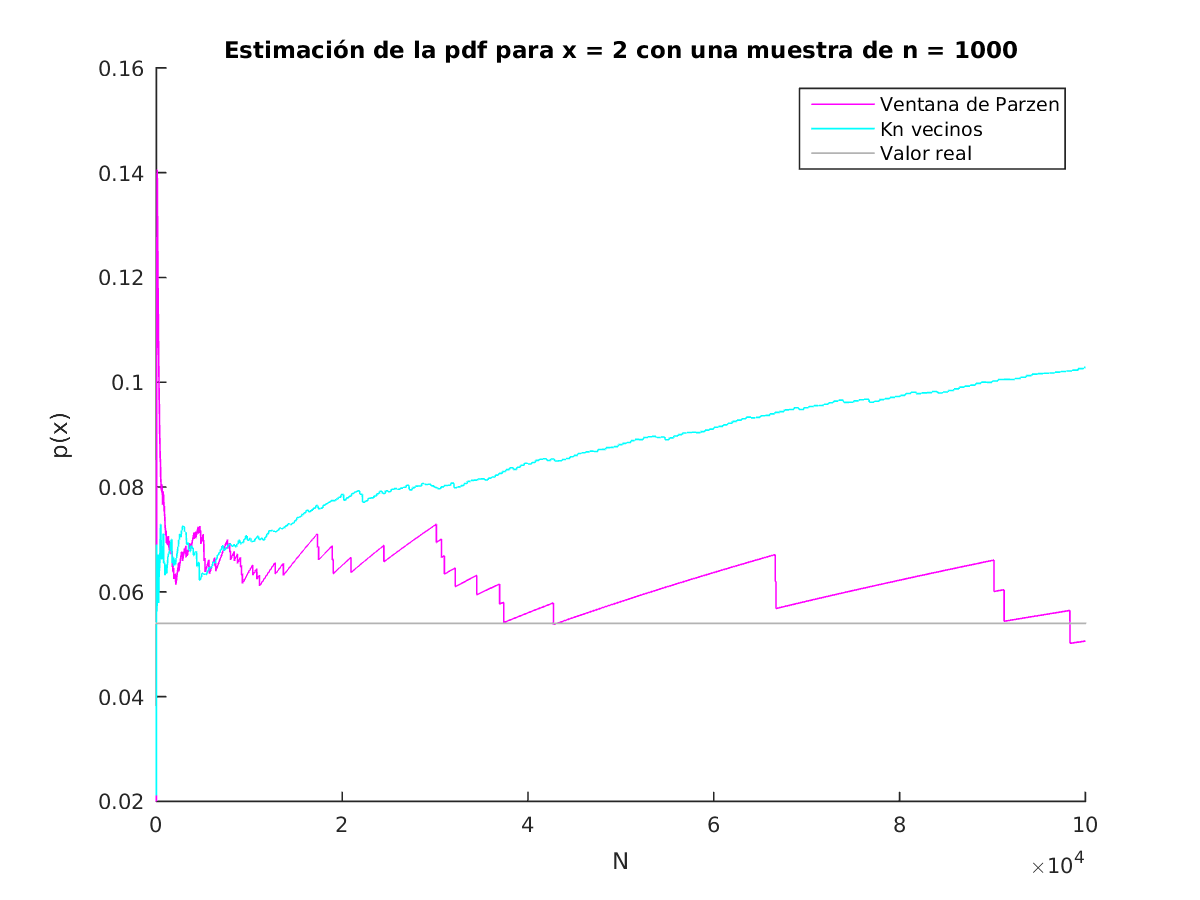 Estimación de la pdf para x = 2 con una muestra de n = 1000
Ventana de Parzen
Kn vecinos
Valor real
p(x)
0.16
0.14
0.12
0.1
0.08
0.06
0.04
0.02
0 2 4 6 8 10
N
×10^4